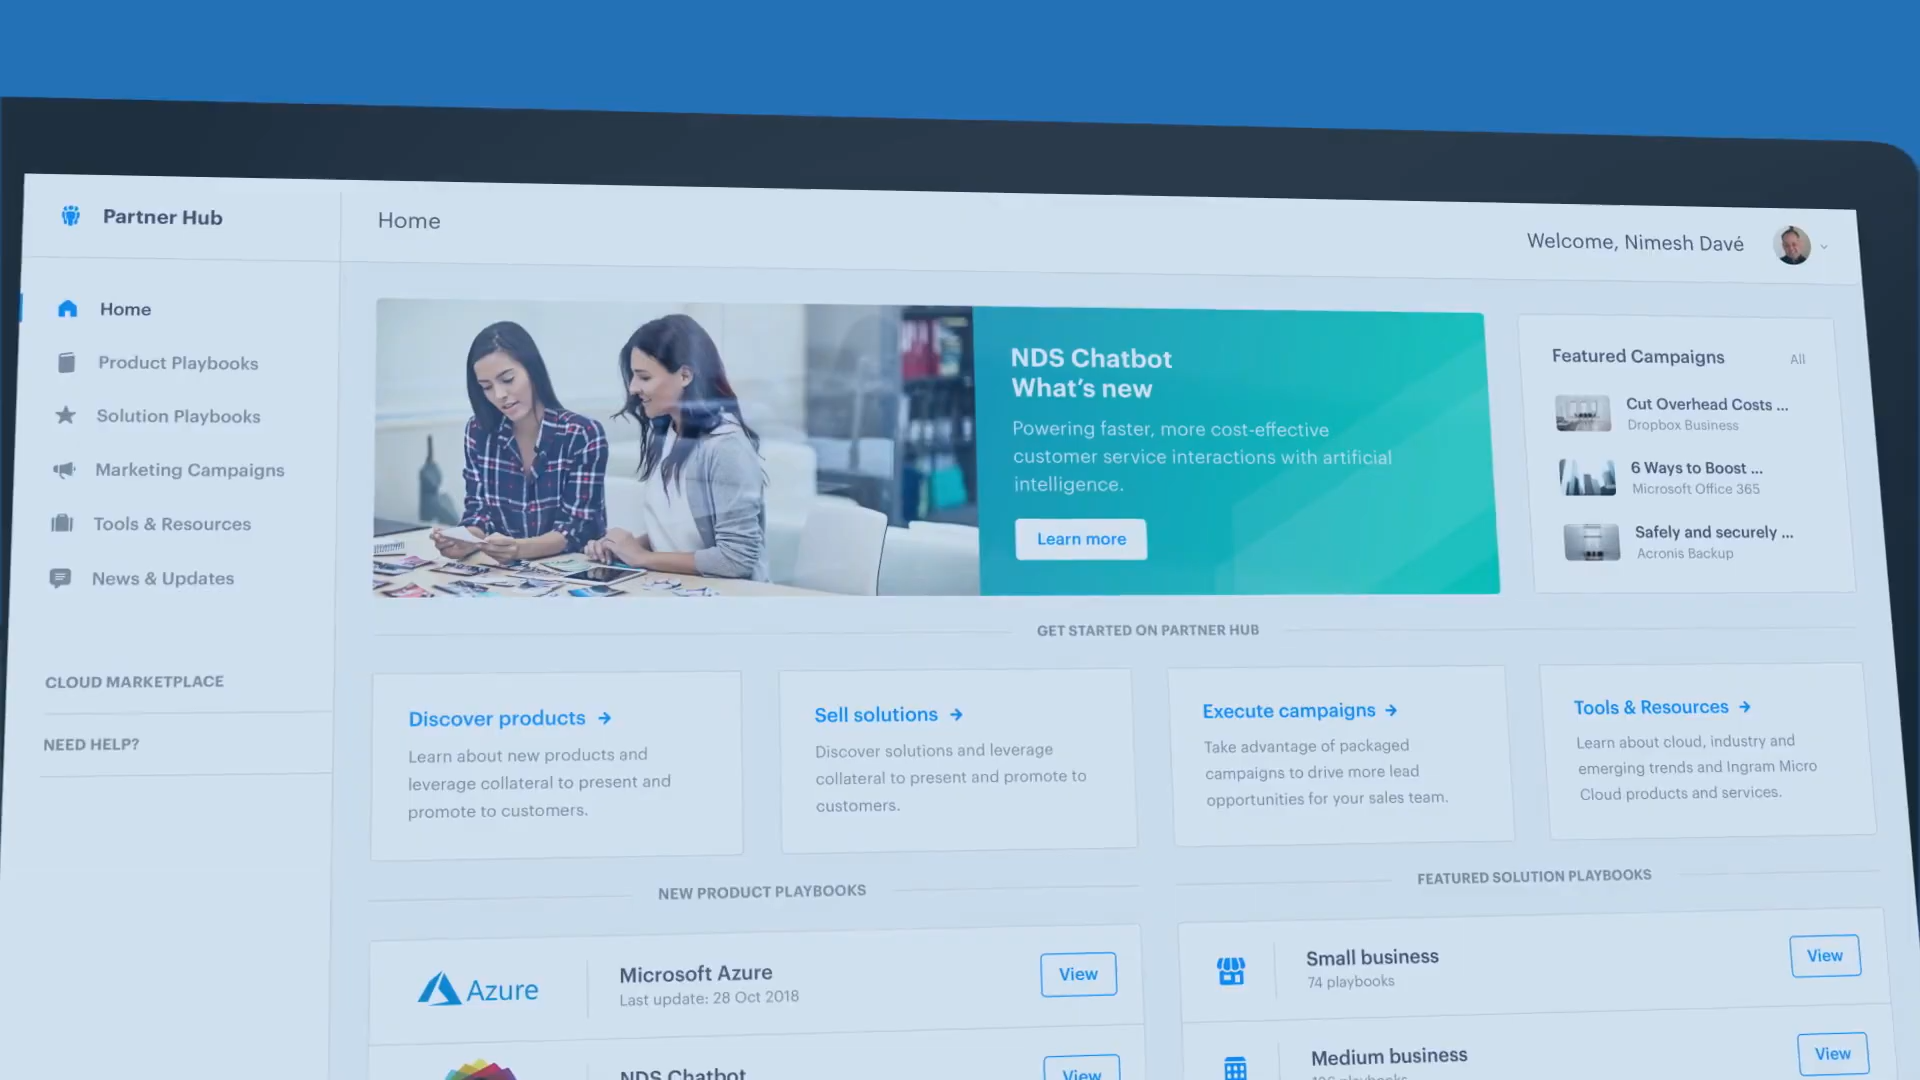 Partner Hub
Home
Welcome, Nimesh Davé
Home
Product Playbooks
Solution Playbooks
Marketing Campaigns
Tools & Resources
News & Updates
CLOUD MARKETPLACE
NEED HELP?
NDS Chatbot
What's new
Powering faster, more cost-effective
customer service interactions with artificial
intelligence.
Learn more
Featured Campaigns
All
Cut Overhead Costs ...
Dropbox Business
6 Ways to Boost ...
Microsoft Office 365
Safely and securely ...
Acronis Backup
GET STARTED ON PARTNER HUB
Discover products
Learn about new products and
leverage collateral to present and
promote to customers.
Sell solutions
Discover solutions and leverage
collateral to present and promote to
customers.
Execute campaigns
Take advantage of packaged
campaigns to drive more lead
opportunities for your sales team.
Tools & Resources
Learn about cloud, industry and
emerging trends and Ingram Micro
Cloud products and services.
NEW PRODUCT PLAYBOOKS
Azure
Microsoft Azure
Last update: 28 Oct 2018
View
NDS Chatbot
View
FEATURED SOLUTION PLAYBOOKS
Small business
74 playbooks
View
Medium business
playbooks
View